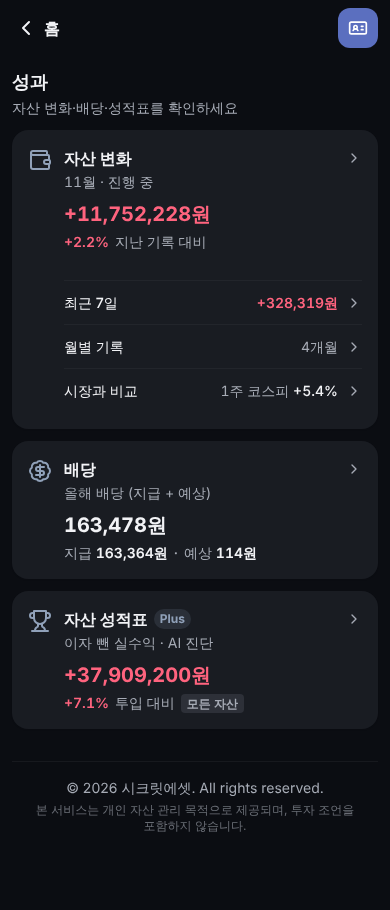 홈
성과
자산 변화·배당·성적표를 확인하세요
자산 변화
11월 · 진행 중
+11,752,228원
+2.2% 지난 기록 대비
최근 7일 +328,319원
월별 기록 4개월
시장과 비교 1주 코스피 +5.4%
배당
올해 배당 (지급 + 예상)
163,478원
지급 163,364원 · 예상 114원
자산 성적표 Plus
이자 뺀 실수익 · AI 진단
+37,909,200원
+7.1% 투입 대비 모든 자산
© 2026 시크릿에셋. All rights reserved.
본 서비스는 개인 자산 관리 목적으로 제공되며, 투자 조언을
포함하지 않습니다.